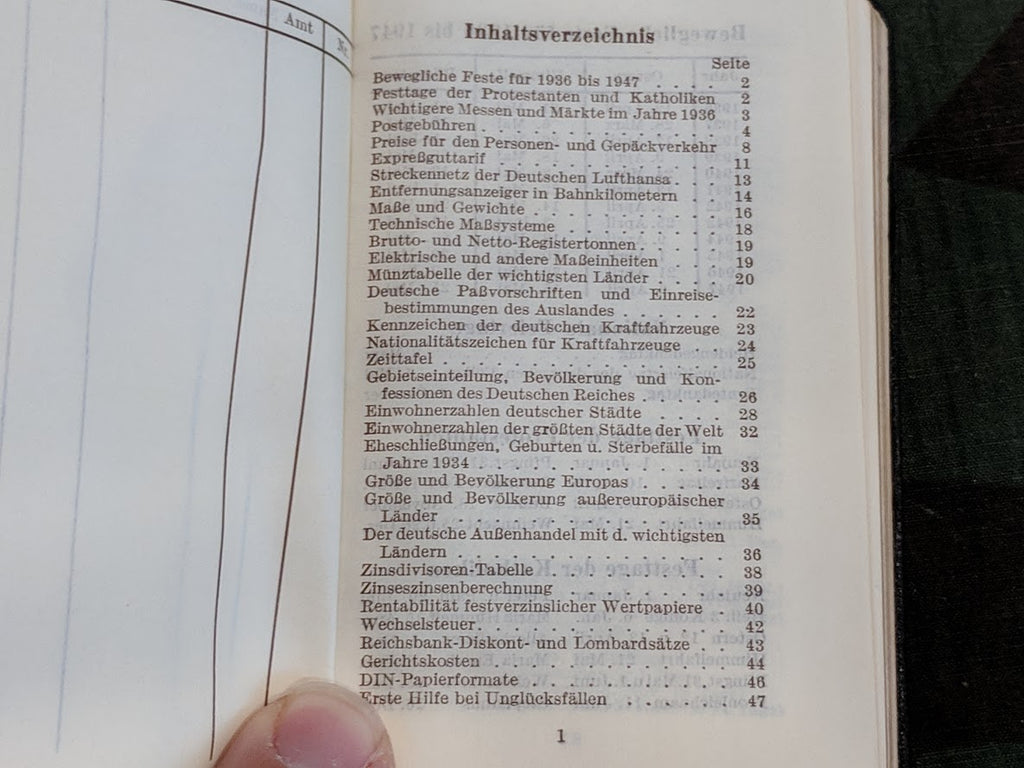 Amt
Nr.
Inhaltsverzeichnis
Seite
Bewegliche Feste für 1936 bis 1947 . . . . 2
Festtage der Protestanten und Katholiken 2
Wichtigere Messen und Märkte im Jahre 1936 3
Postgebühren . . . . . . . . . . . . . 4
Preise für den Personen- und Gepäckverkehr 8
Expreßguttarif . . . . . . . . . . . . . 11
Streckennetz der Deutschen Lufthansa . . . 13
Entfernungsanzeiger in Bahnkilometern . . 14
Maße und Gewichte . . . . . . . . . . . 16
Technische Maßsysteme . . . . . . . . . 18
Brutto- und Netto-Registertonnen . . . . . 19
Elektrische und andere Maßeinheiten . . . 19
Münztabelle der wichtigsten Länder . . . . 20
Deutsche Paßvorschriften und Einreise-
bestimmungen des Auslandes . . . . . . 22
Kennzeichen der deutschen Kraftfahrzeuge 23
Nationalitätszeichen für Kraftfahrzeuge . . 24
Zeittafel . . . . . . . . . . . . . . . 25
Gebietseinteilung, Bevölkerung und Kon-
fessionen des Deutschen Reiches . . . . . 26
Einwohnerzahlen deutscher Städte . . . . 28
Einwohnerzahlen der größten Städte der Welt 32
Eheschließungen, Geburten u. Sterbefälle im
Jahre 1934 . . . . . . . . . . . . . . 33
Größe und Bevölkerung Europas . . . . . 34
Größe und Bevölkerung außereuropäischer
Länder . . . . . . . . . . . . . . . 35
Der deutsche Außenhandel mit d. wichtigsten
Ländern . . . . . . . . . . . . . . . 36
Zinsdivisoren-Tabelle . . . . . . . . . . 38
Zinseszinsenberechnung . . . . . . . . . 39
Rentabilität festverzinslicher Wertpapiere . 40
Wechselsteuer . . . . . . . . . . . . . 42
Reichsbank-Diskont- und Lombardsätze . . 43
Gerichtskosten . . . . . . . . . . . . . 44
DIN-Papierformate . . . . . . . . . . . 46
Erste Hilfe bei Unglücksfällen . . . . . . 47
1